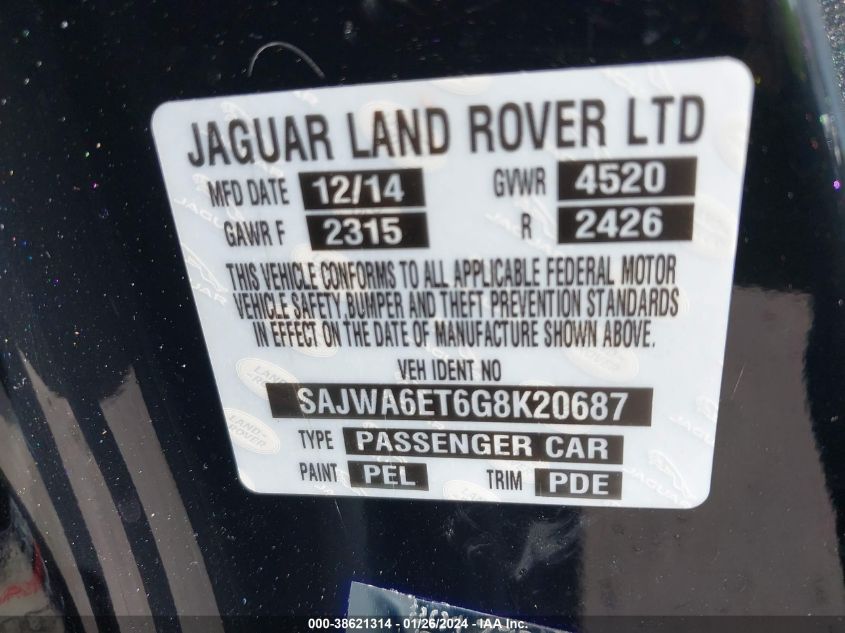 JAGUAR LAND ROVER LTD
MFD DATE 12/14 GVWR 4520
GAWR F 2315 R 2426
THIS VEHICLE CONFORMS TO ALL APPLICABLE FEDERAL MOTOR
VEHICLE SAFETY, BUMPER AND THEFT PREVENTION STANDARDS
IN EFFECT ON THE DATE OF MANUFACTURE SHOWN ABOVE.
VEH IDENT NO
SAJWA6ET6G8K20687
TYPE PASSENGER CAR
PAINT PEL TRIM PDE
000-38621314 - 01/26/2024 - IAA Inc.